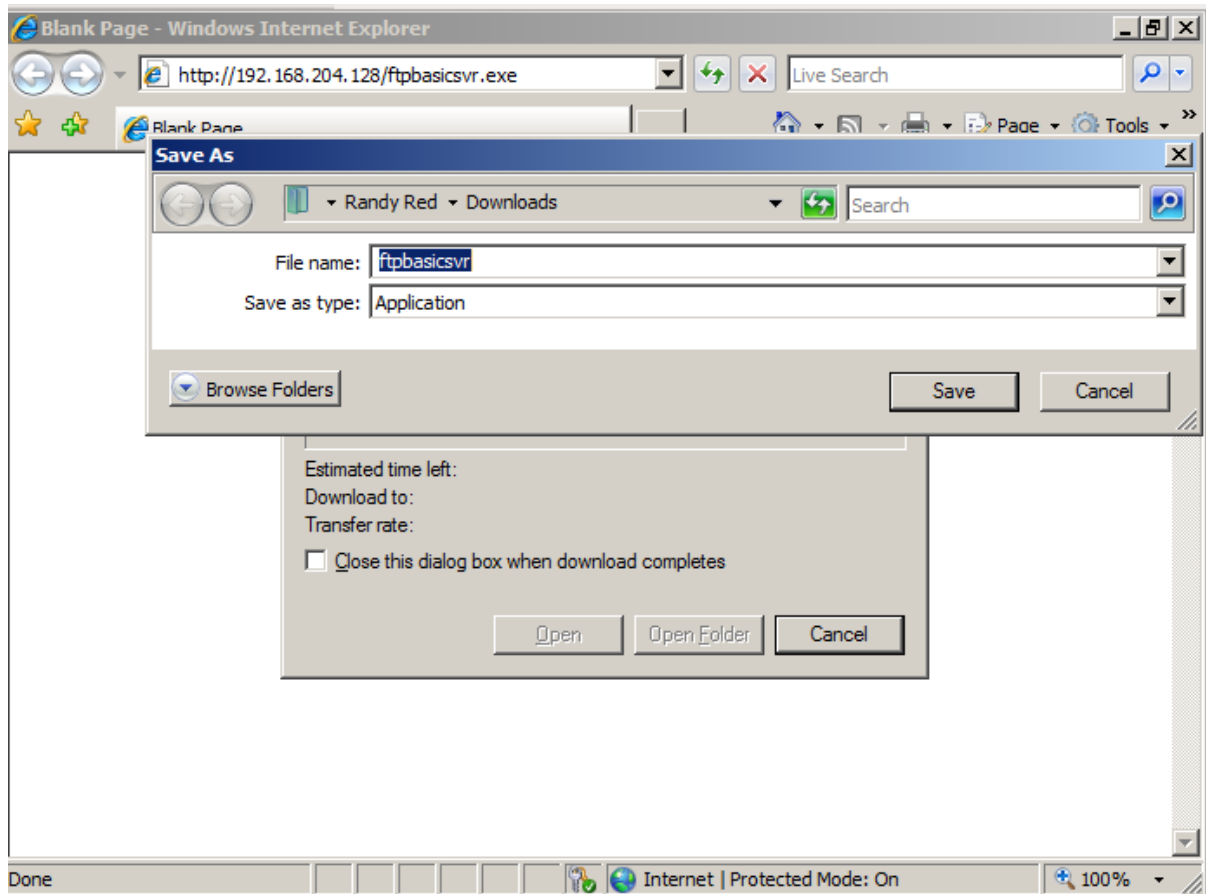 Blank Page - Windows Internet Explorer
http://192.168.204.128/ftpbasicsvr.exe Live Search
Blank Page Page Tools »
Save As
Randy Red Downloads Search
File name: ftpbasicsvr
Save as type: Application
Browse Folders Save Cancel
Estimated time left:
Download to:
Transfer rate:
Close this dialog box when download completes
Open Open Folder Cancel
Done Internet | Protected Mode: On 100%